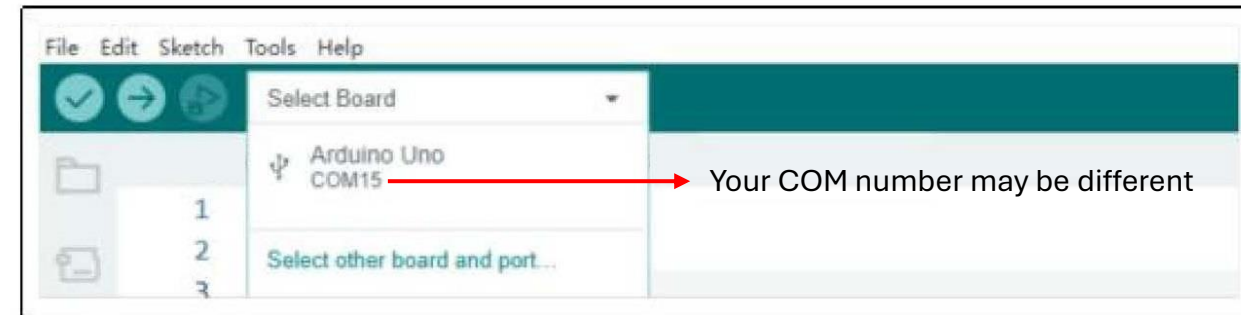 File Edit Sketch Tools Help
Select Board
Arduino Uno
COM15
Your COM number may be different
1
2
Select other board and port...
3